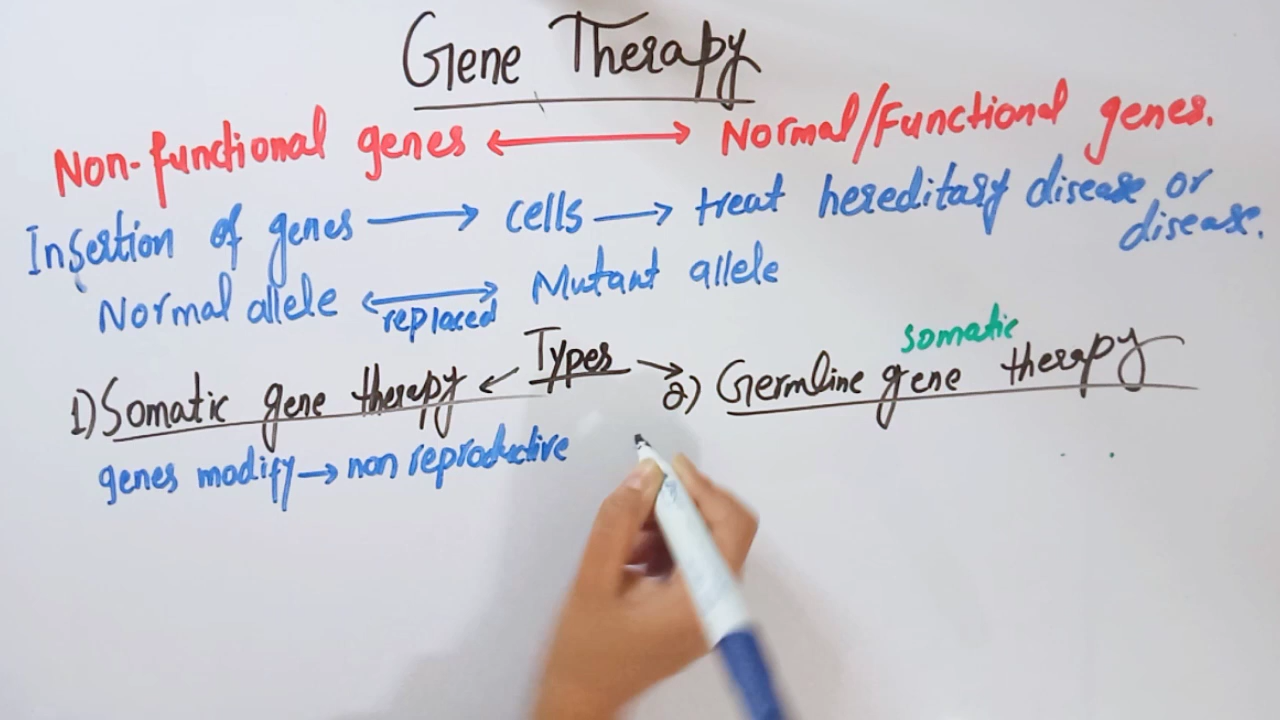 Gene Therapy
Non-functional genes ↔ Normal/Functional genes.
Insertion of genes → cells → treat hereditary disease or
disease.
Normal allele ↔ Mutant allele
replaced
Types
somatic
1) Somatic gene therapy ← → 2) Germline gene therapy
genes modify → non reproductive